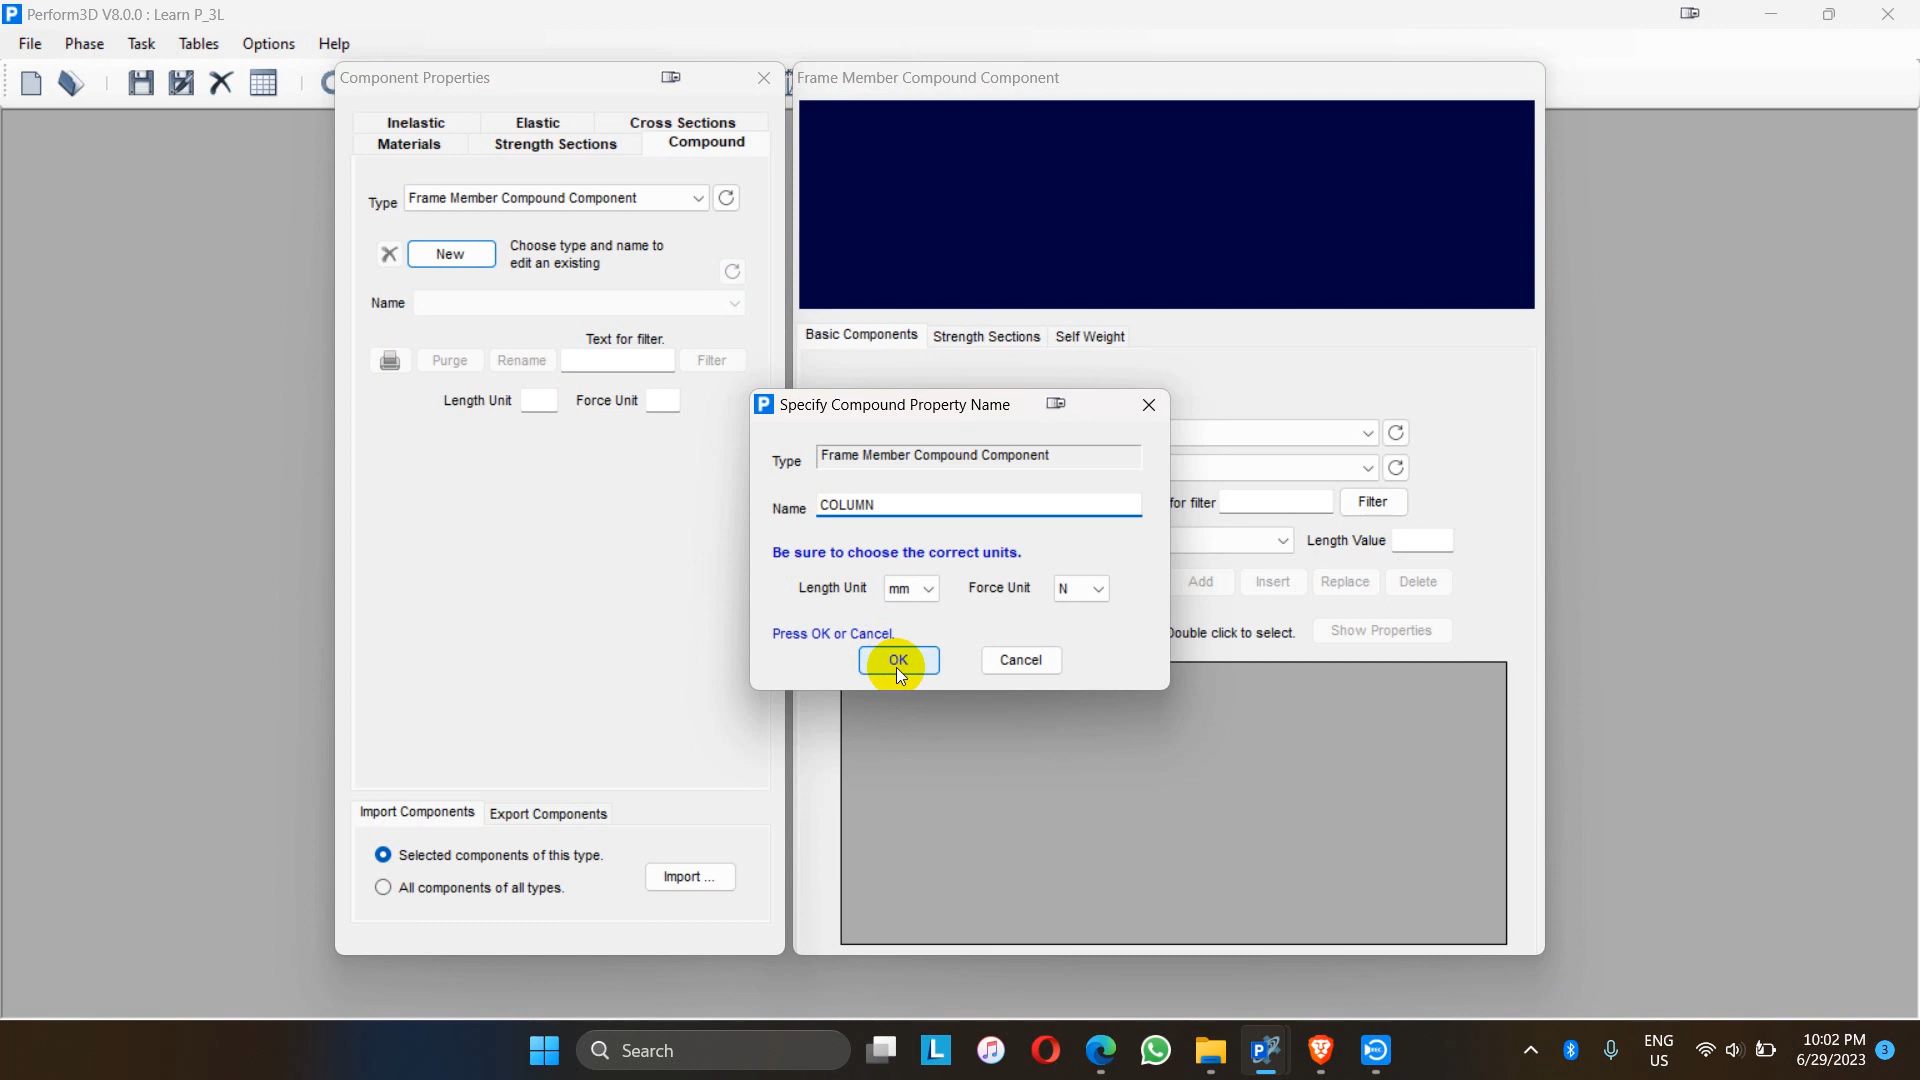 Perform3D V8.0.0 : Learn P_3L
File Phase Task Tables Options Help
Component Properties
Inelastic Elastic Cross Sections
Materials Strength Sections Compound
Type Frame Member Compound Component
New
Choose type and name to
edit an existing
Name
Text for filter.
Purge Rename Filter
Length Unit Force Unit
Import Components Export Components
Selected components of this type.
All components of all types.
Import ...
Frame Member Compound Component
Basic Components Strength Sections Self Weight
for filter Filter
Length Value
Add Insert Replace Delete
Double click to select. Show Properties
Specify Compound Property Name
Type Frame Member Compound Component
Name COLUMN
Be sure to choose the correct units.
Length Unit mm Force Unit N
Press OK or Cancel.
OK Cancel
Search
ENG
US
10:02 PM
6/29/2023
3